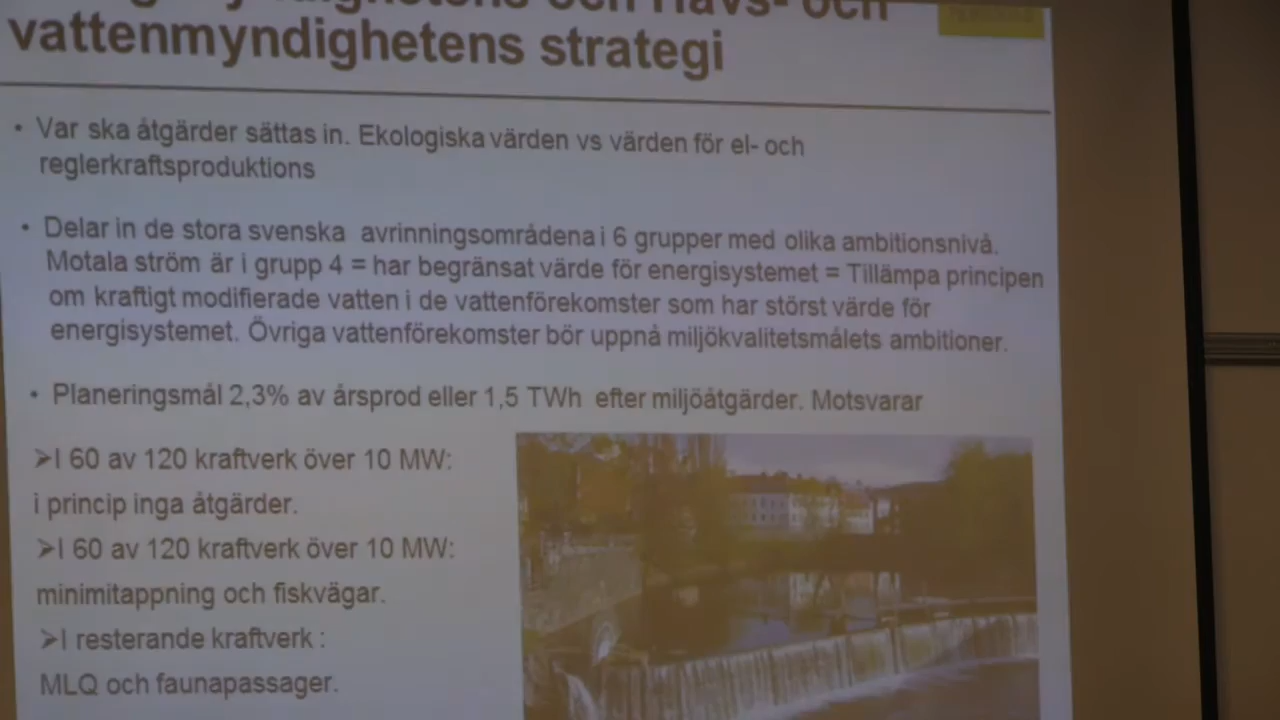 och Havs- och
vattenmyndighetens strategi
• Var ska åtgärder sättas in. Ekologiska värden vs värden för el- och
reglerkraftsproduktions
• Delar in de stora svenska avrinningsområdena i 6 grupper med olika ambitionsnivå.
Motala ström är i grupp 4 = har begränsat värde för energisystemet = Tillämpa principen
om kraftigt modifierade vatten i de vattenförekomster som har störst värde för
energisystemet. Övriga vattenförekomster bör uppnå miljökvalitetsmålets ambitioner.
• Planeringsmål 2,3% av årsprod eller 1,5 TWh efter miljöåtgärder. Motsvarar
➢I 60 av 120 kraftverk över 10 MW:
i princip inga åtgärder.
➢I 60 av 120 kraftverk över 10 MW:
minimitappning och fiskvägar.
➢I resterande kraftverk :
MLQ och faunapassager.